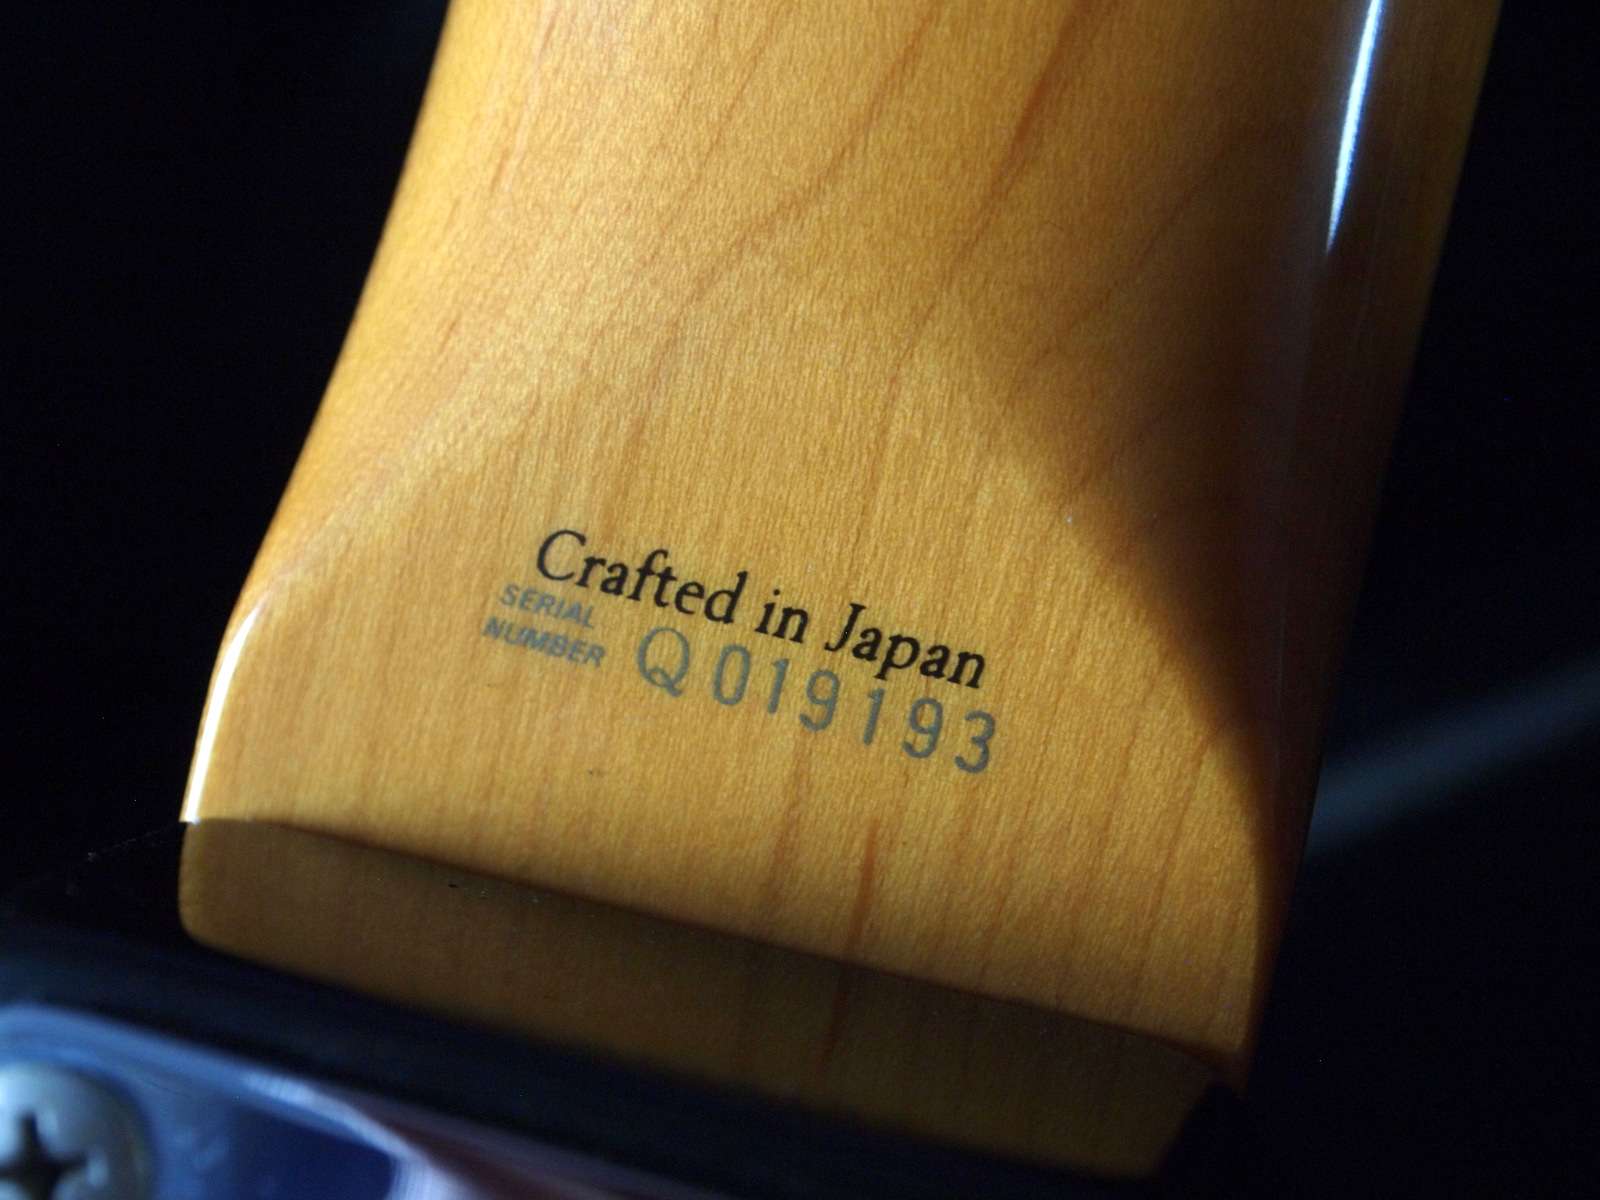 Crafted in Japan
SERIAL
NUMBER Q019193